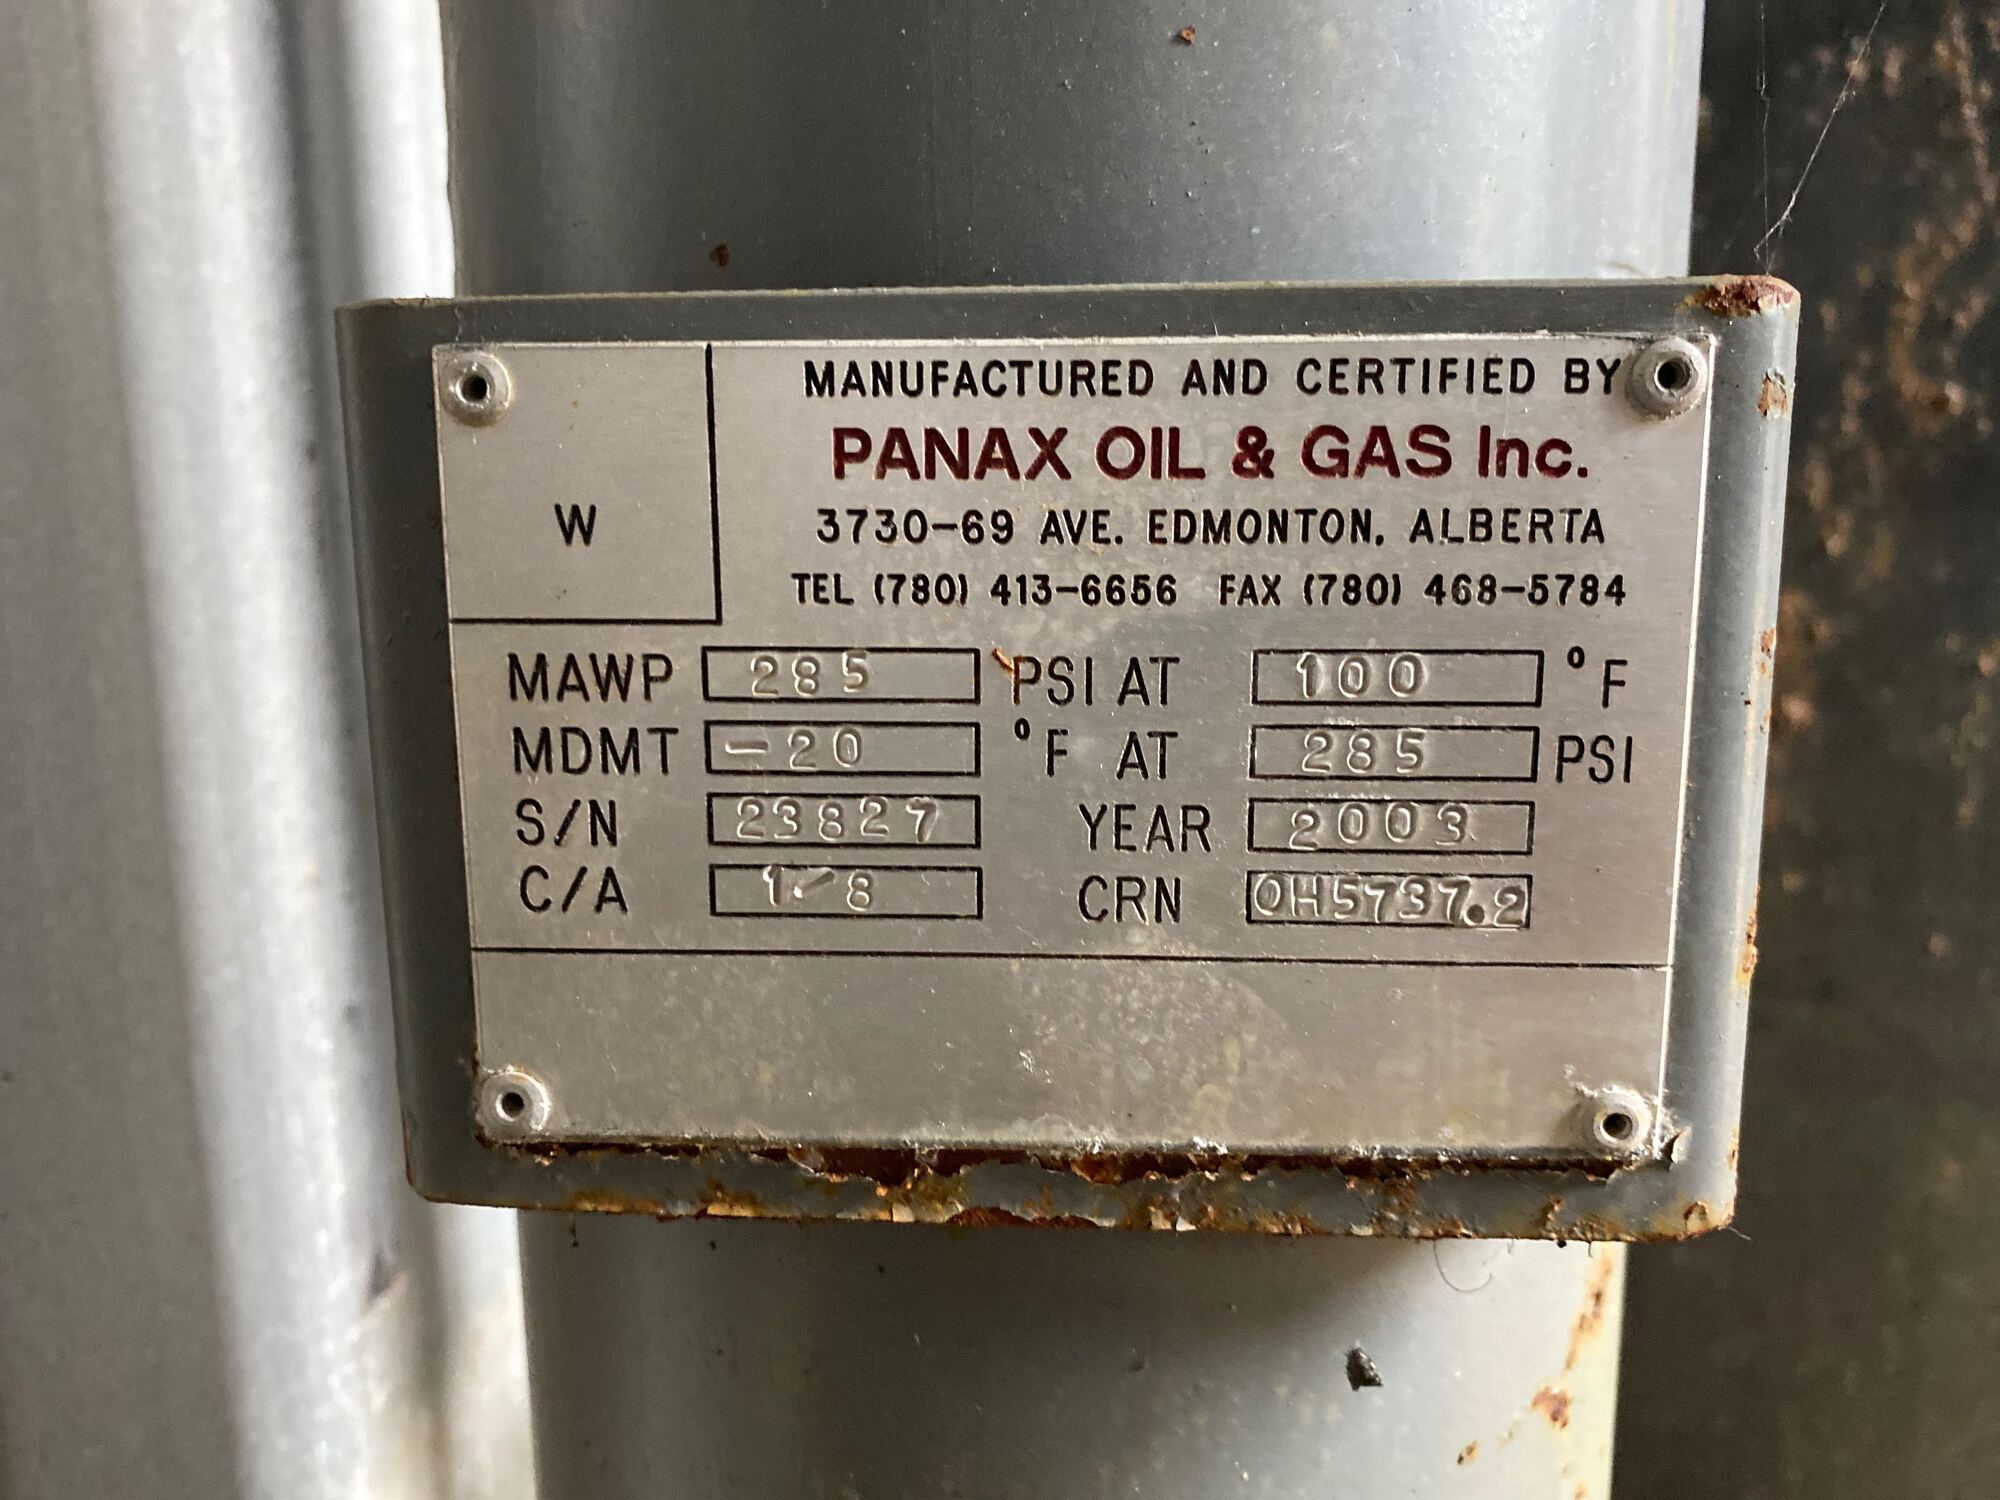 MANUFACTURED AND CERTIFIED BY
PANAX OIL & GAS Inc.
W
3730-69 AVE. EDMONTON, ALBERTA
TEL (780) 413-6656 FAX (780) 468-5784
MAWP 285 PSI AT 100 °F
MDMT -20 °F AT 285 PSI
S/N 23827 YEAR 2003
C/A 1/8 CRN 0H5737.2